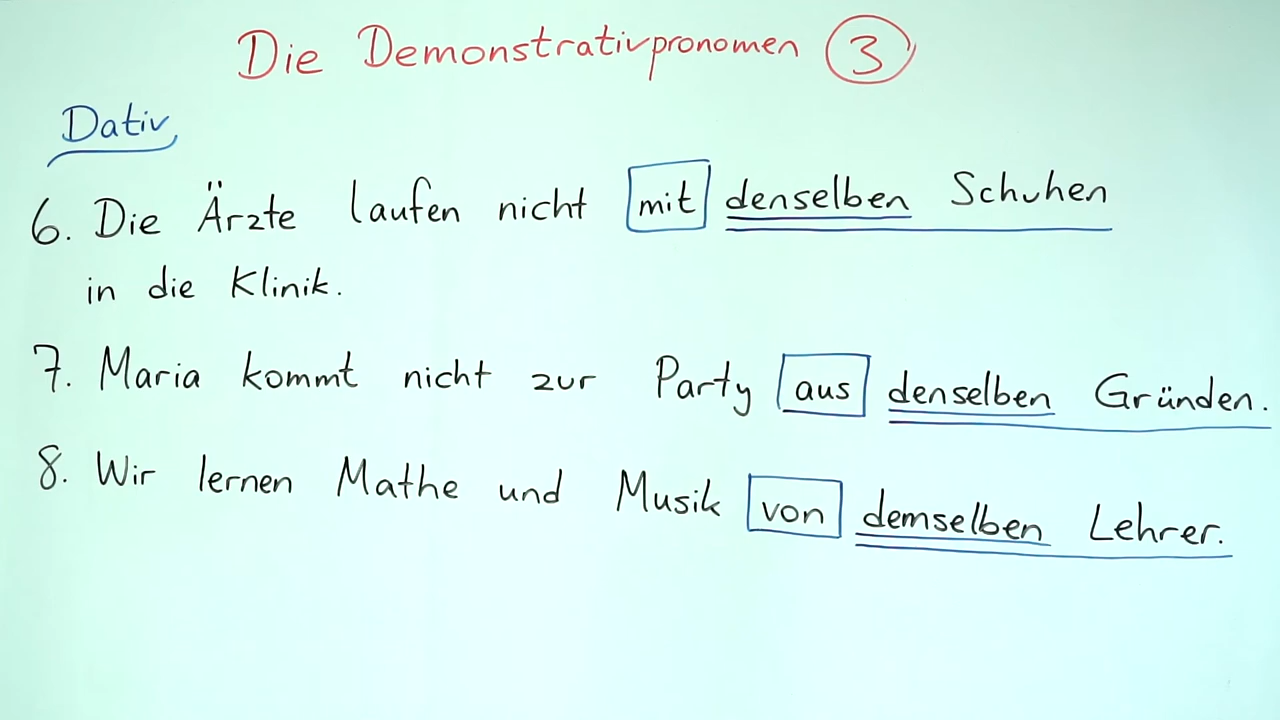 Die Demonstrativpronomen 3
Dativ
6. Die Ärzte laufen nicht mit denselben Schuhen
in die Klinik.
7. Maria kommt nicht zur Party aus denselben Gründen.
8. Wir lernen Mathe und Musik von demselben Lehrer.